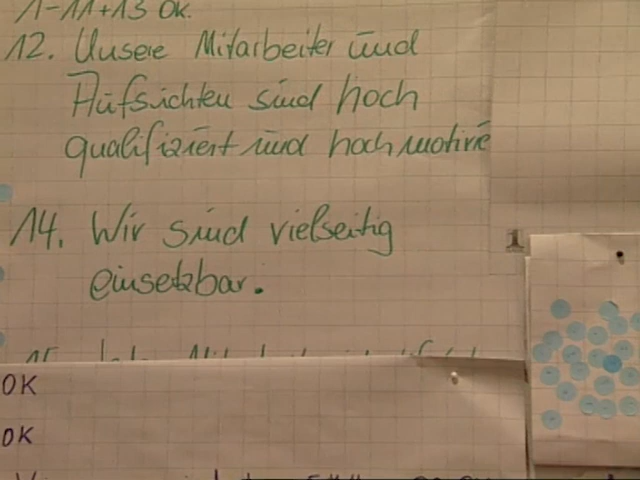 1-11+13 OK.
12. Unsere Mitarbeiter und
Aufsichten sind hoch
qualifiziert und hoch motivie
14. Wir sind vielseitig
einsetzbar.
1
OK
OK